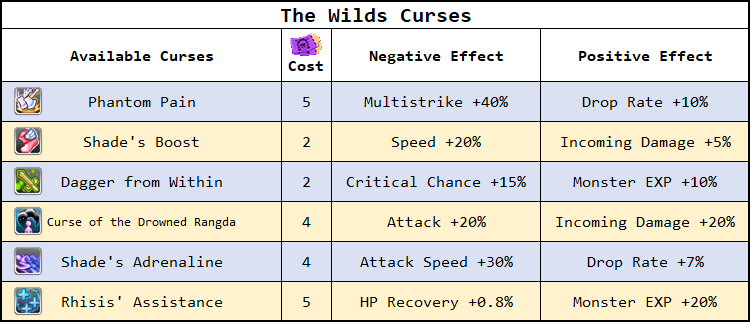 The Wilds Curses
Available Curses Cost Negative Effect Positive Effect
Phantom Pain 5 Multistrike +40% Drop Rate +10%
Shade's Boost 2 Speed +20% Incoming Damage +5%
Dagger from Within 2 Critical Chance +15% Monster EXP +10%
Curse of the Drowned Rangda 4 Attack +20% Incoming Damage +20%
Shade's Adrenaline 4 Attack Speed +30% Drop Rate +7%
Rhisis' Assistance 5 HP Recovery +0.8% Monster EXP +20%